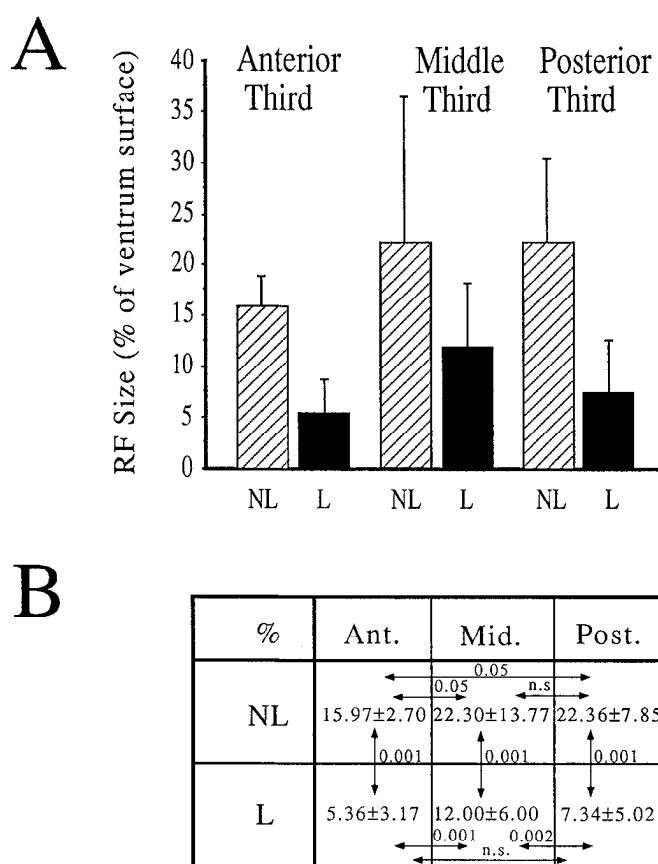 A
Anterior Third
Middle Third
Posterior Third
RF Size (% of ventrum surface)
40
35
30
25
20
15
10
5
0
NL L NL L NL L
B
% Ant. Mid. Post.
0.05
0.05 n.s
NL 15.97±2.70 22.30±13.77 22.36±7.85
0.001 0.001 0.001
L 5.36±3.17 12.00±6.00 7.34±5.02
0.001 0.002
n.s.